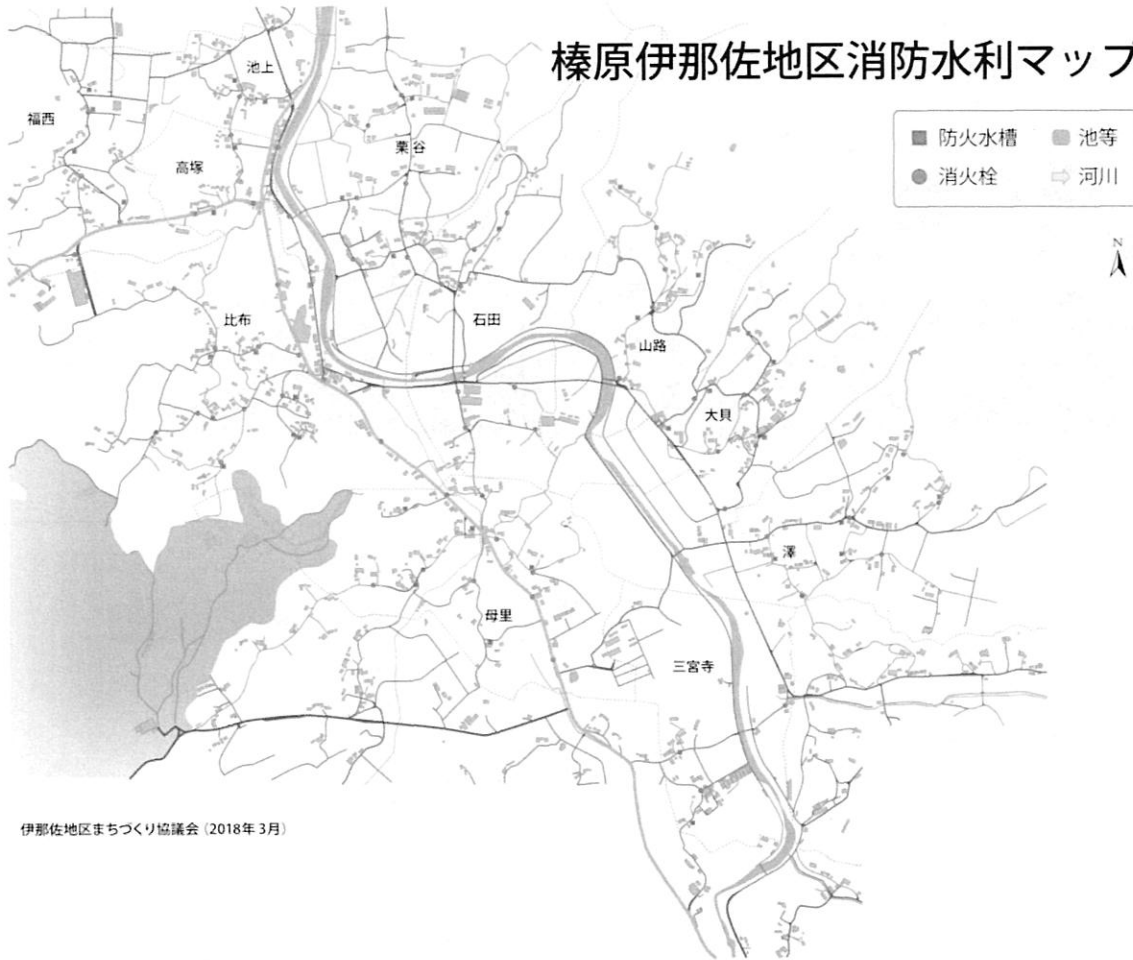 榛原伊那佐地区消防水利マップ
防火水槽
池等
消火栓
河川
N
池上
福西
栗谷
高塚
比布
石田
山路
大貝
澤
母里
三宮寺
伊那佐地区まちづくり協議会 (2018年3月)